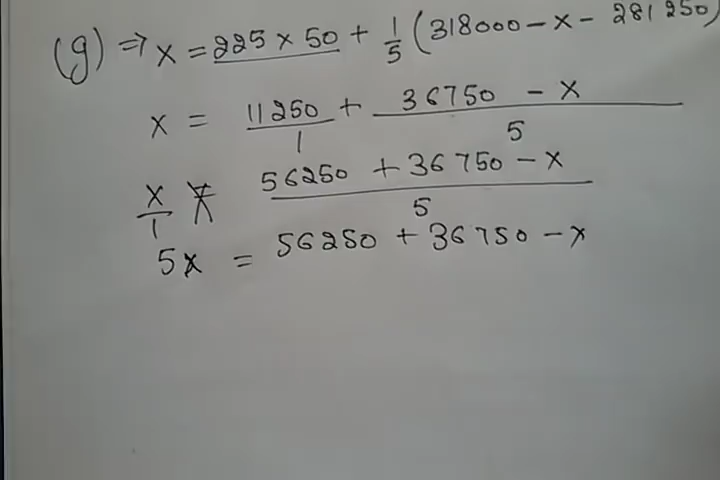 (g) ⇒ x = 225 × 50 + 1/5 (318000 - x - 281250)
x = 11250/1 + 36750 - x/5
x/1 = 56250 + 36750 - x/5
5x = 56250 + 36750 - x